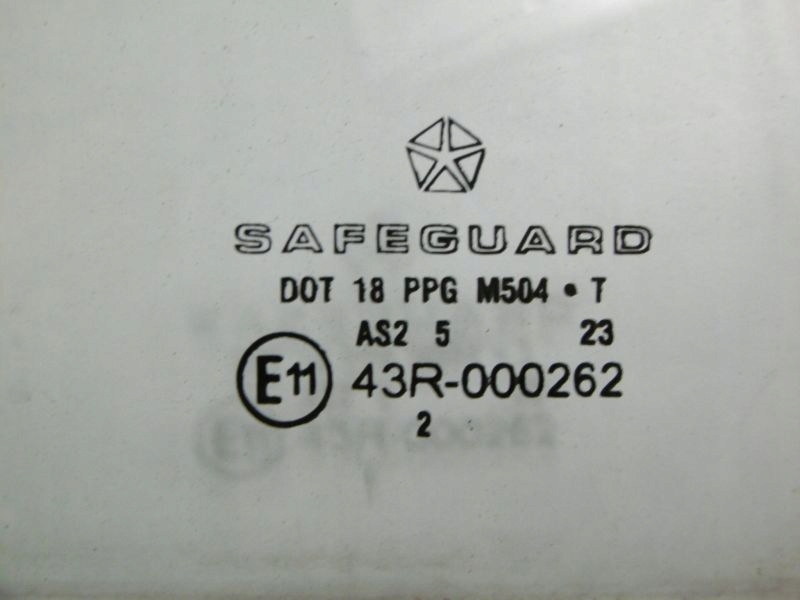 SAFEGUARD
DOT 18 PPG M504 • T
AS2 5 23
E11 43R-000262
2